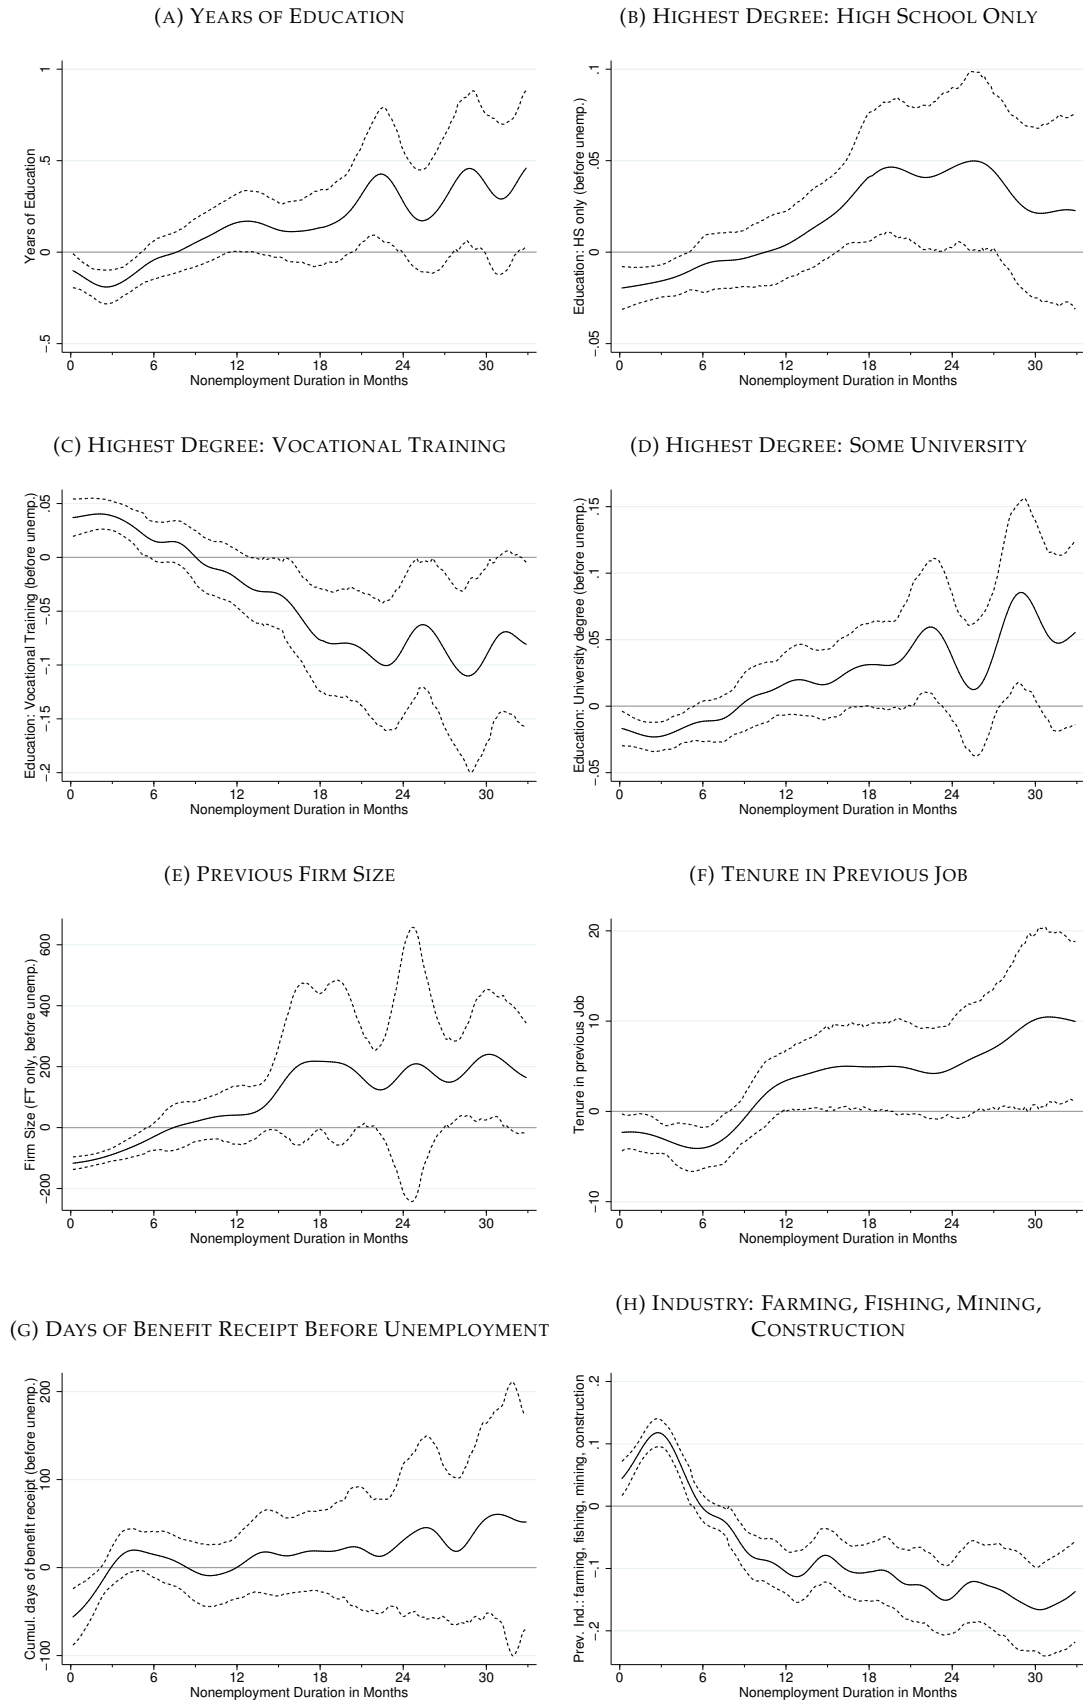 (A) YEARS OF EDUCATION
Years of Education
1
.5
0
-.5
0 6 12 18 24 30
Nonemployment Duration in Months
(B) HIGHEST DEGREE: HIGH SCHOOL ONLY
Education: HS only (before unemp.)
.1
.05
0
-.05
0 6 12 18 24 30
Nonemployment Duration in Months
(C) HIGHEST DEGREE: VOCATIONAL TRAINING
Education: Vocational Training (before unemp.)
.05
0
-.05
-.1
-.15
-.2
0 6 12 18 24 30
Nonemployment Duration in Months
(D) HIGHEST DEGREE: SOME UNIVERSITY
Education: University degree (before unemp.)
.15
.1
.05
0
-.05
0 6 12 18 24 30
Nonemployment Duration in Months
(E) PREVIOUS FIRM SIZE
Firm Size (FT only, before unemp.)
600
400
200
0
-200
0 6 12 18 24 30
Nonemployment Duration in Months
(F) TENURE IN PREVIOUS JOB
Tenure in previous Job
20
10
0
-10
0 6 12 18 24 30
Nonemployment Duration in Months
(G) DAYS OF BENEFIT RECEIPT BEFORE UNEMPLOYMENT
Cumul. days of benefit receipt (before unemp.)
200
100
0
-100
0 6 12 18 24 30
Nonemployment Duration in Months
(H) INDUSTRY: FARMING, FISHING, MINING,
CONSTRUCTION
Prev. Ind.: farming, fishing, mining, construction
.2
.1
0
-.1
-.2
0 6 12 18 24 30
Nonemployment Duration in Months